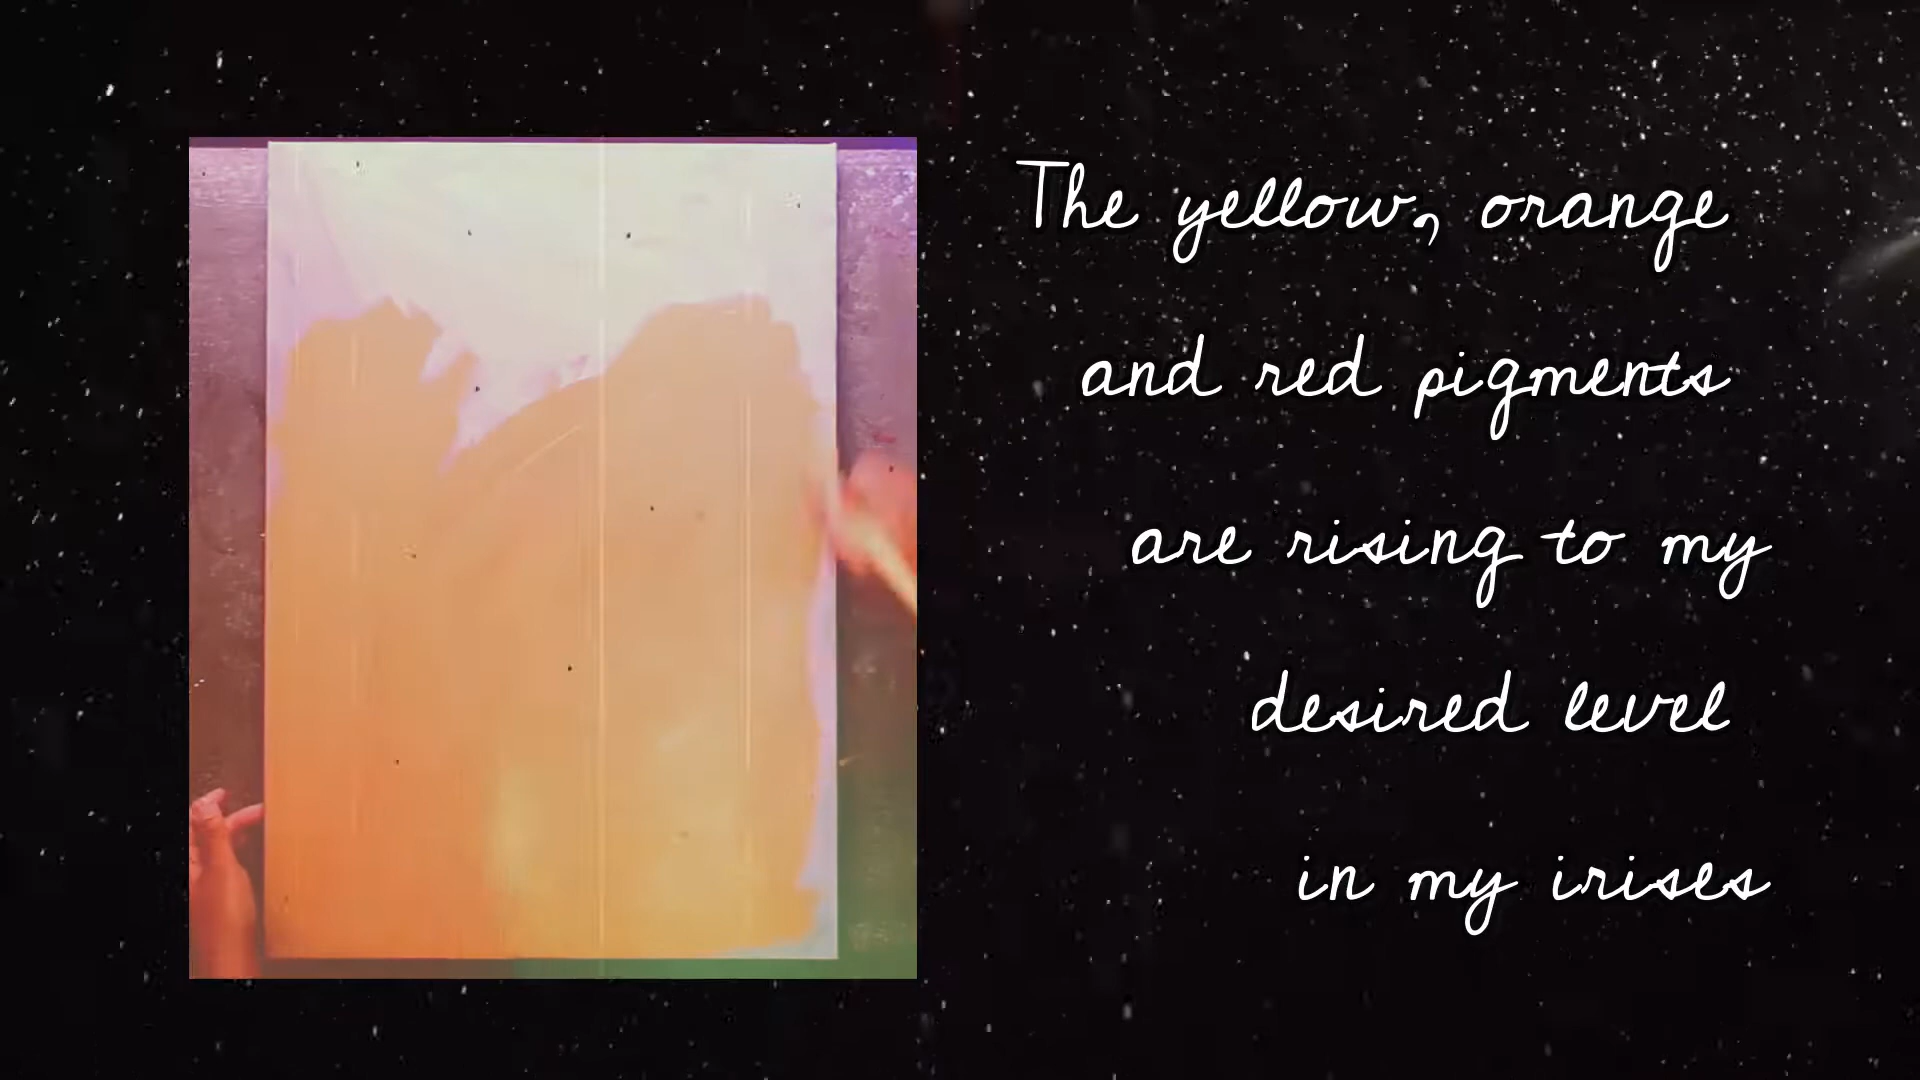 The yellow, orange
and red pigments
are rising to my
desired level
in my irises